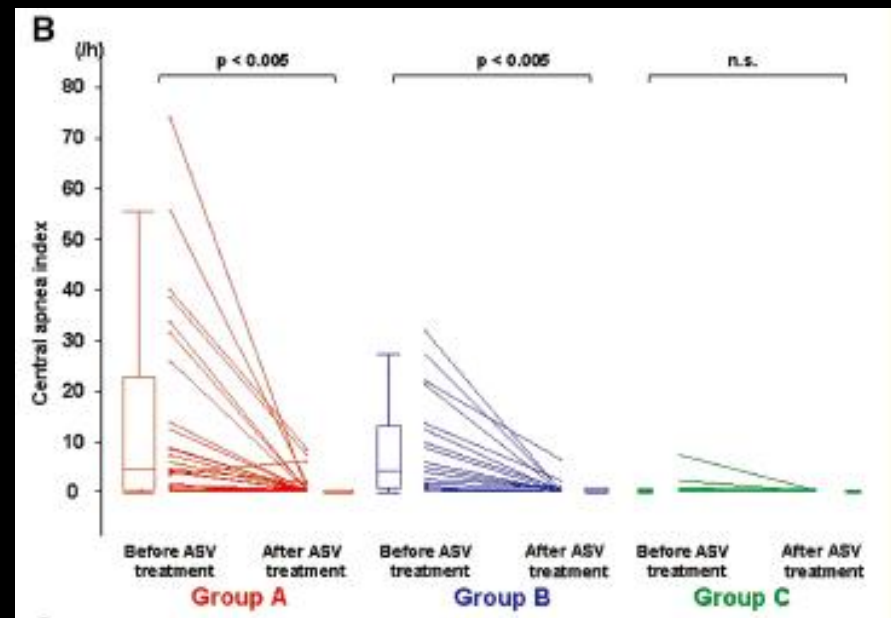 B
(/h)
p < 0.005
p < 0.005
n.s.
80
70
60
50
40
30
20
10
0
Central apnea index
Before ASV
treatment
After ASV
treatment
Before ASV
treatment
After ASV
treatment
Before ASV
treatment
After ASV
treatment
Group A
Group B
Group C